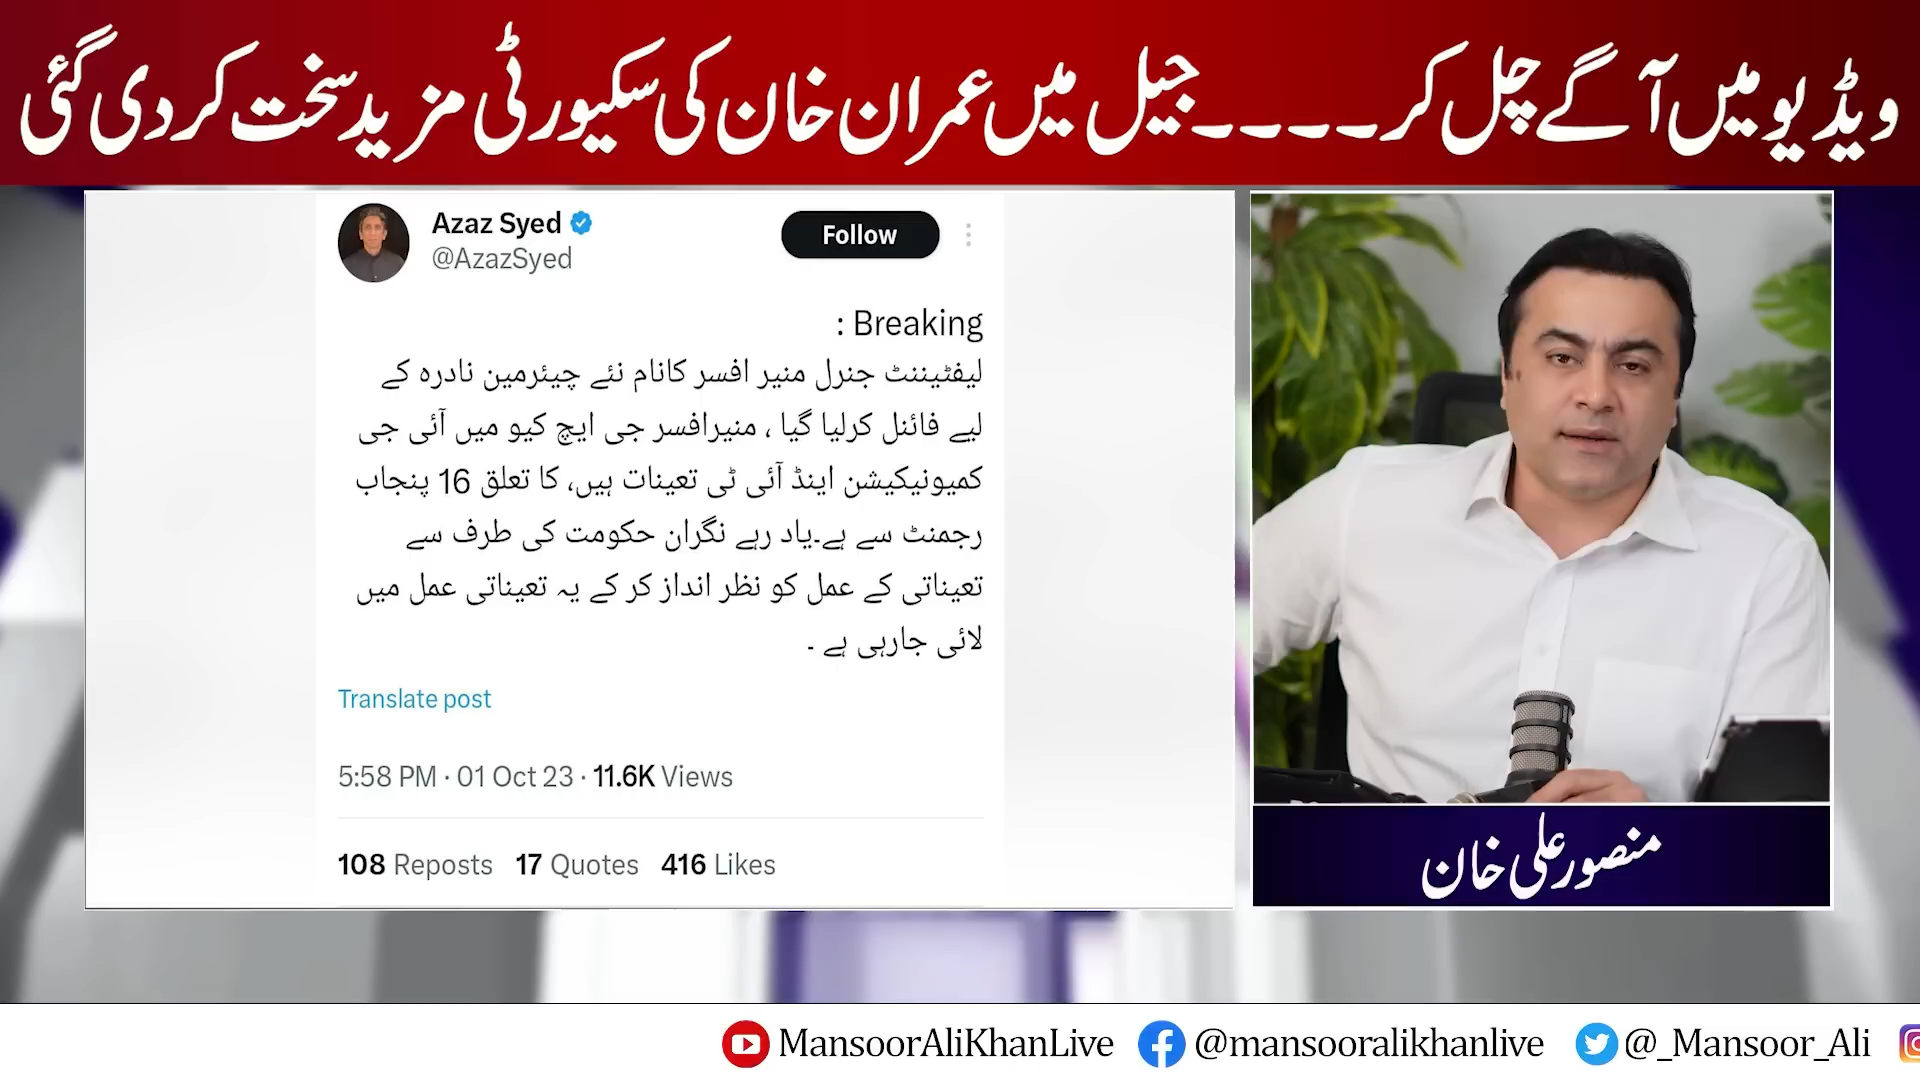 ویڈیو میں آگے چل کر ۔۔۔۔ جیل میں عمران خان کی سکیورٹی مزید سخت کر دی گئی
Azaz Syed
@AzazSyed
Follow
Breaking :
لیفٹیننٹ جنرل منیر افسر کانام نئے چیئرمین نادرہ کے
لیے فائنل کرلیا گیا ، منیرافسر جی ایچ کیو میں آئی جی
کمیونیکیشن اینڈ آئی ٹی تعینات ہیں، کا تعلق 16 پنجاب
رجمنٹ سے ہے۔یاد رہے نگران حکومت کی طرف سے
تعیناتی کے عمل کو نظر انداز کر کے یہ تعیناتی عمل میں
لائی جارہی ہے ۔
Translate post
5:58 PM · 01 Oct 23 · 11.6K Views
108 Reposts 17 Quotes 416 Likes
منصور علی خان
MansoorAliKhanLive @mansooralikhanlive @_Mansoor_Ali